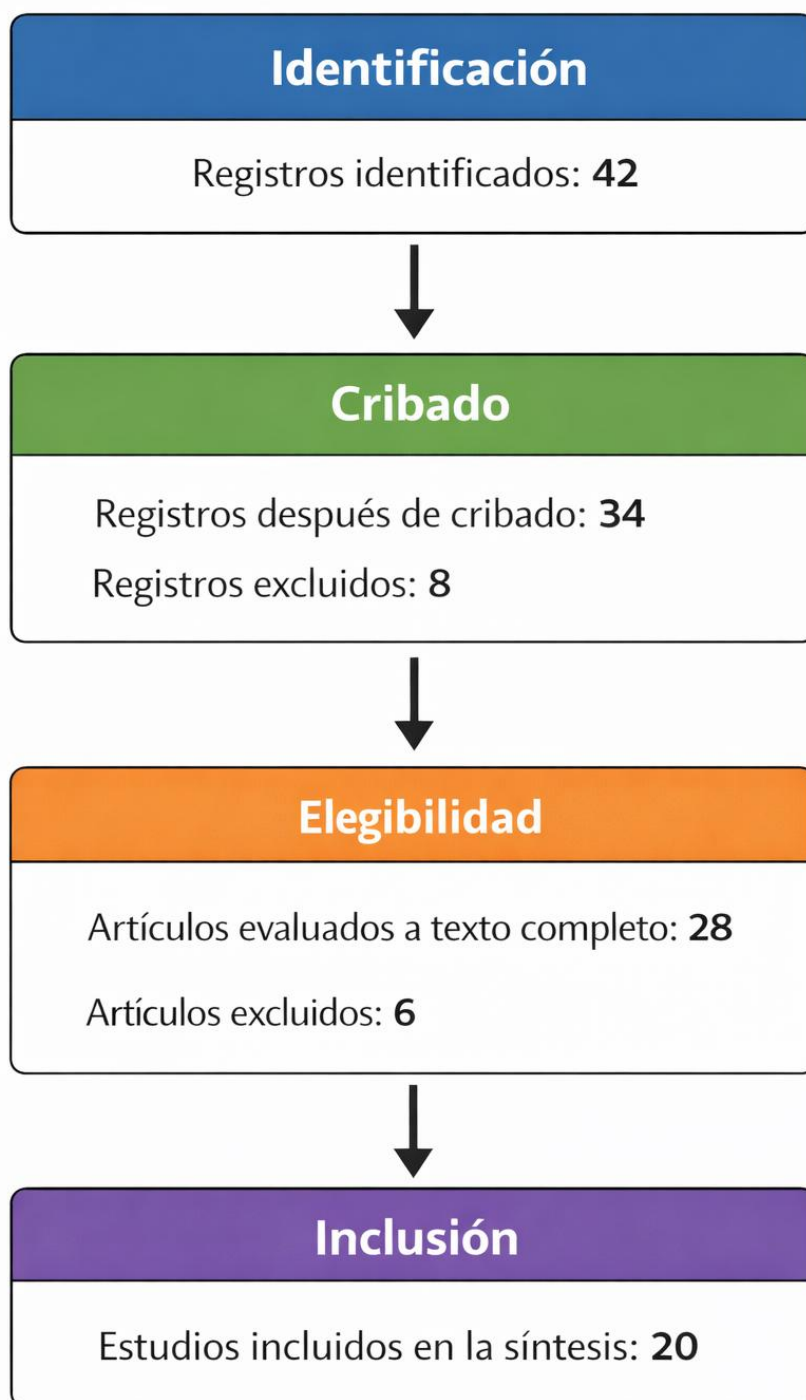 Identificación
Registros identificados: 42
Cribado
Registros después de cribado: 34
Registros excluidos: 8
Elegibilidad
Artículos evaluados a texto completo: 28
Artículos excluidos: 6
Inclusión
Estudios incluidos en la síntesis: 20